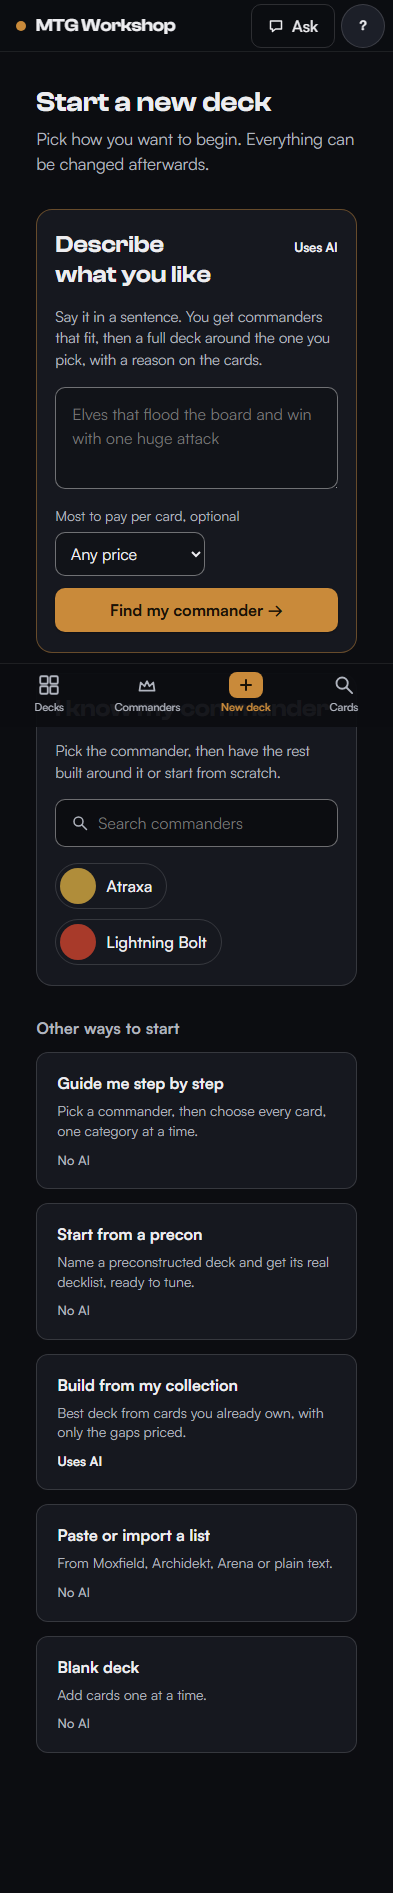 MTG Workshop
Ask
?
Start a new deck
Pick how you want to begin. Everything can
be changed afterwards.
Describe
what you like
Uses AI
Say it in a sentence. You get commanders
that fit, then a full deck around the one you
pick, with a reason on the cards.
Elves that flood the board and win
with one huge attack
Most to pay per card, optional
Any price
Find my commander →
Decks
Commanders
New deck
Cards
I know my commander
Pick the commander, then have the rest
built around it or start from scratch.
Search commanders
Atraxa
Lightning Bolt
Other ways to start
Guide me step by step
Pick a commander, then choose every card,
one category at a time.
No AI
Start from a precon
Name a preconstructed deck and get its real
decklist, ready to tune.
No AI
Build from my collection
Best deck from cards you already own, with
only the gaps priced.
Uses AI
Paste or import a list
From Moxfield, Archidekt, Arena or plain text.
No AI
Blank deck
Add cards one at a time.
No AI